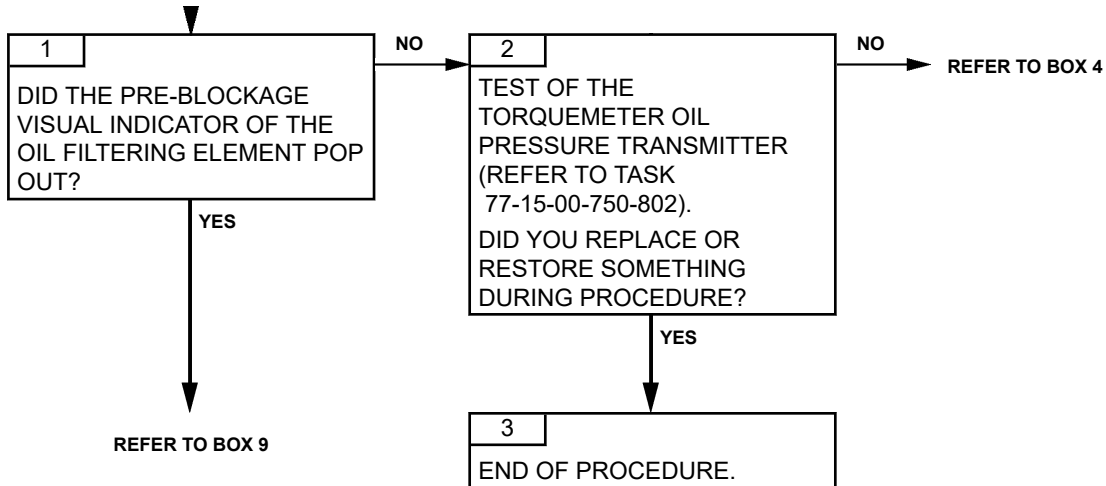 1
DID THE PRE-BLOCKAGE
VISUAL INDICATOR OF THE
OIL FILTERING ELEMENT POP
OUT?
NO
YES
REFER TO BOX 9
2
TEST OF THE
TORQUEMETER OIL
PRESSURE TRANSMITTER
(REFER TO TASK
77-15-00-750-802).
DID YOU REPLACE OR
RESTORE SOMETHING
DURING PROCEDURE?
NO
REFER TO BOX 4
YES
3
END OF PROCEDURE.